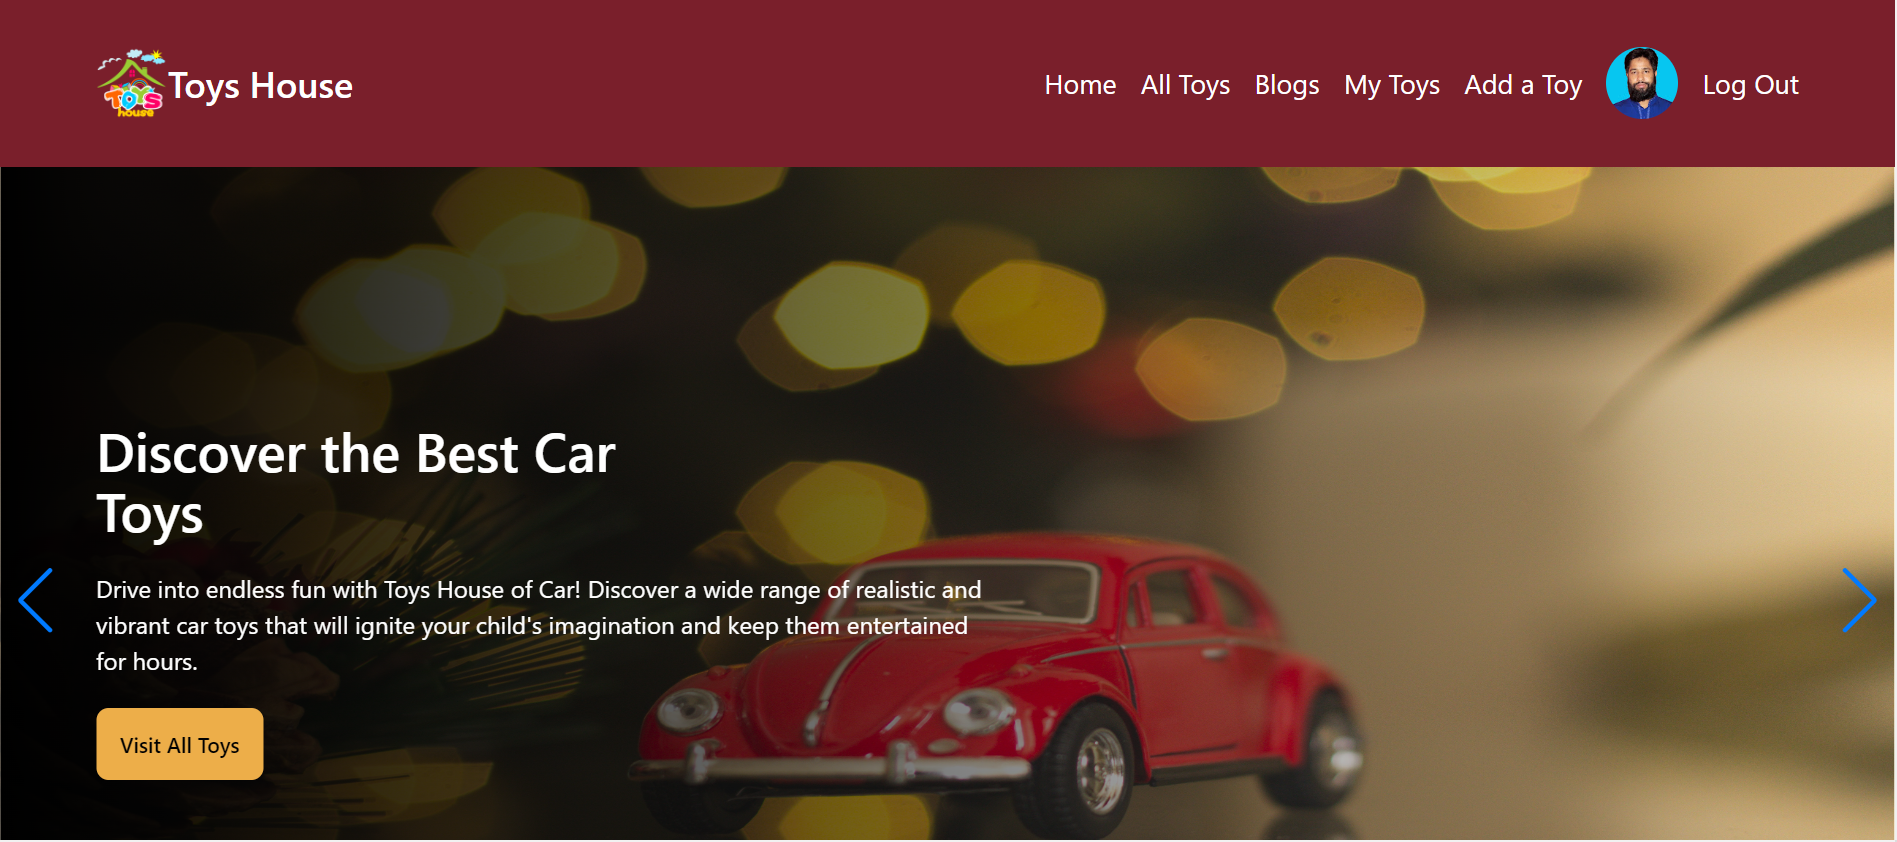 TOYS
house
Toys House
Home All Toys Blogs My Toys Add a Toy Log Out
Discover the Best Car
Toys
Drive into endless fun with Toys House of Car! Discover a wide range of realistic and
vibrant car toys that will ignite your child's imagination and keep them entertained
for hours.
Visit All Toys